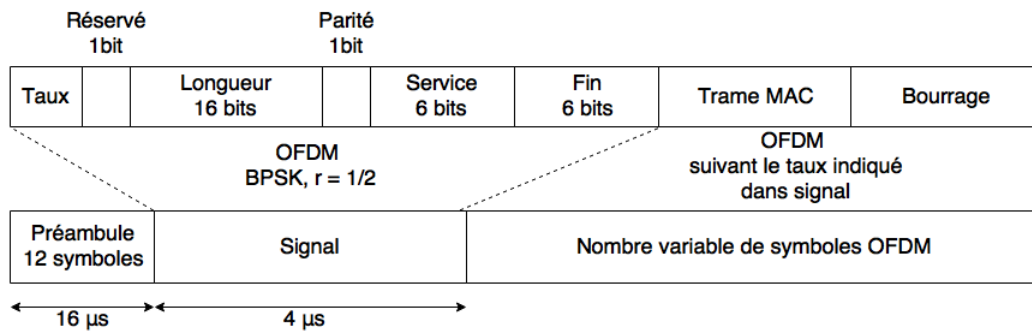 Réservé
1bit
Parité
1bit
Taux
Longueur
16 bits
Service
6 bits
Fin
6 bits
Trame MAC
Bourrage
OFDM
BPSK, r = 1/2
OFDM
suivant le taux indiqué
dans signal
Préambule
12 symboles
Signal
Nombre variable de symboles OFDM
16 µs
4 µs